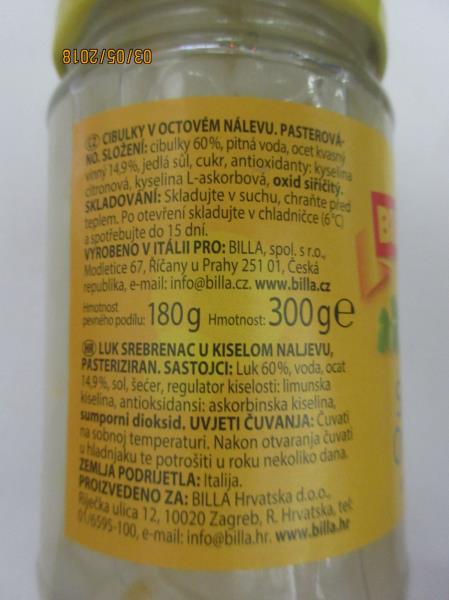 03/05/2018
CZ CIBULKY V OCTOVÉM NÁLEVU. PASTEROVÁ-
NO. SLOŽENÍ: cibulky 60%, pitná voda, ocet kvasný
vinný 14,9%, jedlá sůl, cukr, antioxidanty: kyselina
citronová, kyselina L-askorbová, oxid siřičitý.
SKLADOVÁNÍ: Skladujte v suchu, chraňte před
teplem. Po otevření skladujte v chladničce (6°C)
a spotřebujte do 15 dní.
VYROBENO V ITÁLII PRO: BILLA, spol. s r.o.,
Modletice 67, Říčany u Prahy 251 01, Česká
republika, e-mail: info@billa.cz. www.billa.cz
Hmotnost
pevného podílu: 180g Hmotnost: 300g e
HR LUK SREBRENAC U KISELOM NALJEVU,
PASTERIZIRAN. SASTOJCI: Luk 60%, voda, ocat
14,9%, sol, šećer, regulator kiselosti: limunska
kiselina, antioksidansi: askorbinska kiselina,
sumporni dioksid. UVJETI ČUVANJA: Čuvati
na sobnoj temperaturi. Nakon otvaranja čuvati
u hladnjaku te potrošiti u roku nekoliko dana.
ZEMLJA PODRIJETLA: Italija.
PROIZVEDENO ZA: BILLA Hrvatska d.o.o.,
Riječka ulica 12, 10020 Zagreb, R. Hrvatska, tel:
01/6595-100, e-mail: info@billa.hr. www.billa.hr